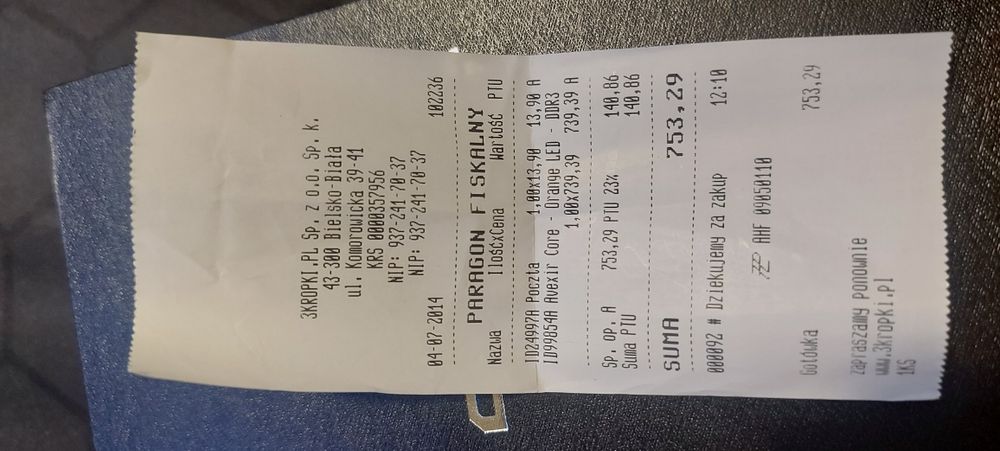 3KROPKI.PL Sp. z o.o. Sp. k.
43-300 Bielsko-Biała
ul. Komorowicka 39-41
KRS 0000357956
NIP: 937-241-70-37
NIP: 937-241-70-37
04-07-2014 102236
PARAGON FISKALNY
Nazwa IlośćxCena Wartość PTU
ID24997A Poczta 1,00x13,90 13,90 A
ID99854A Avexir Core - Orange LED - DDR3
1,00x739,39 739,39 A
Sp. op. A 753,29 PTU 23% 140,86
Suma PTU 140,86
SUMA 753,29
000092 # Dziekujemy za zakup 12:10
AHF 09050110
Gotówka 753,29
zapraszamy ponownie
www.3kropki.pl
1KS